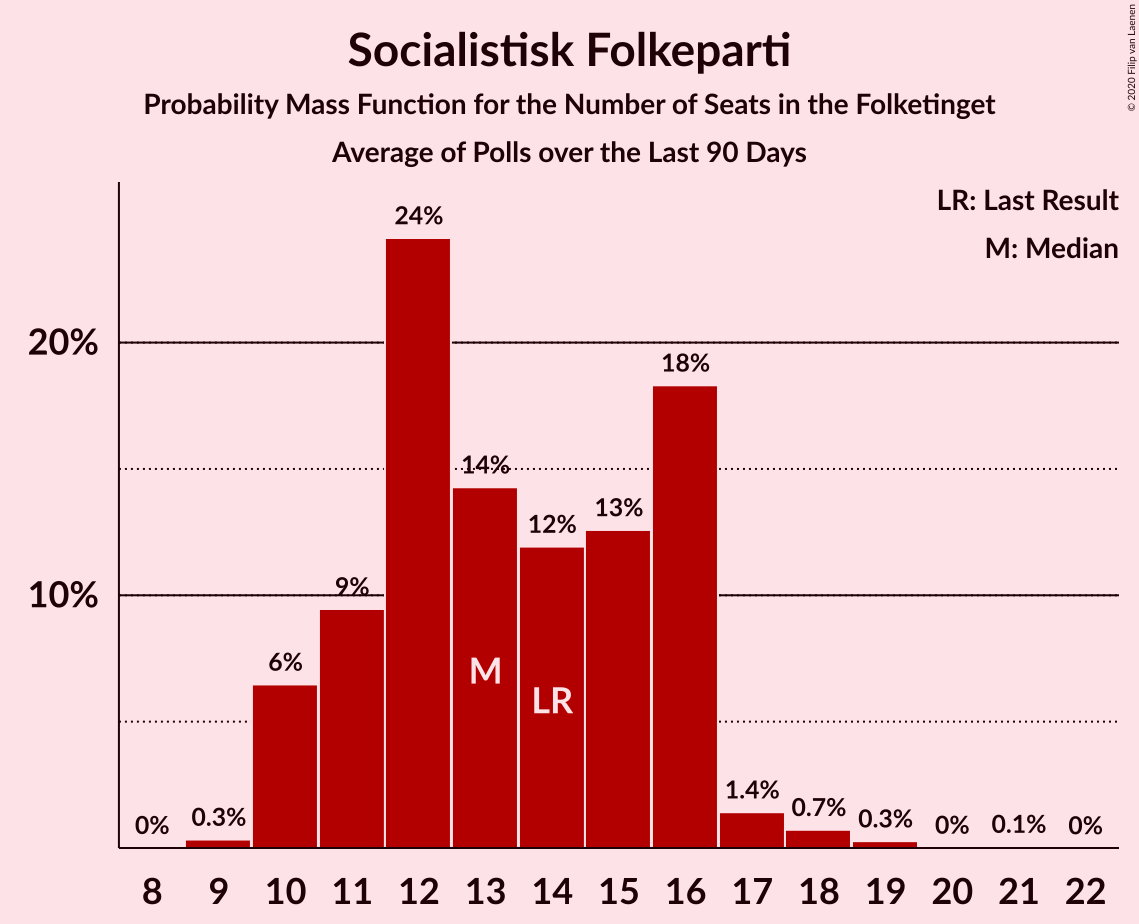 Socialistisk Folkeparti
Probability Mass Function for the Number of Seats in the Folketinget
Average of Polls over the Last 90 Days
© 2020 Filip van Laenen
LR: Last Result
M: Median
20%
10%
0%
0.3%
6%
9%
24%
14%
12%
13%
18%
1.4%
0.7%
0.3%
0%
0.1%
0%
M
LR
8 9 10 11 12 13 14 15 16 17 18 19 20 21 22